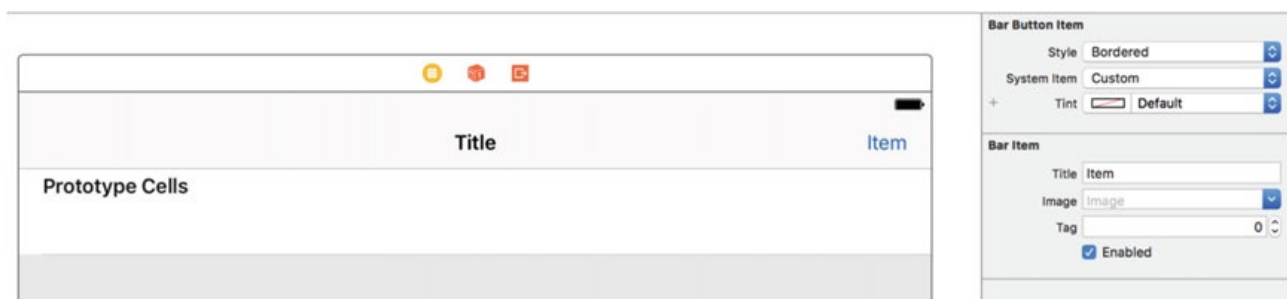 Title
Item
Prototype Cells
Bar Button Item
Style Bordered
System Item Custom
+ Tint Default
Bar Item
Title Item
Image Image
Tag 0
Enabled